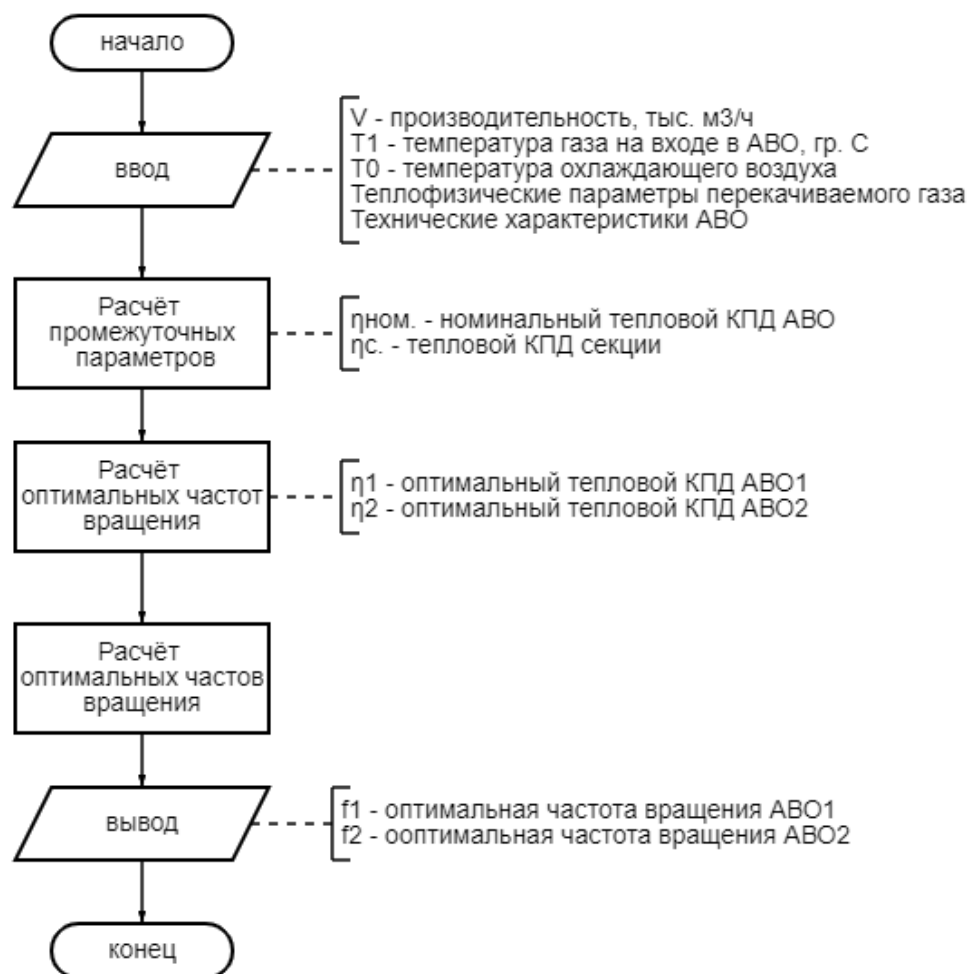 начало
ввод
V - производительность, тыс. м3/ч
T1 - температура газа на входе в АВО, гр. С
T0 - температура охлаждающего воздуха
Теплофизические параметры перекачиваемого газа
Технические характеристики АВО
Расчёт
промежуточных
параметров
ηном. - номинальный тепловой КПД АВО
ηс. - тепловой КПД секции
Расчёт
оптимальных частот
вращения
η1 - оптимальный тепловой КПД АВО1
η2 - оптимальный тепловой КПД АВО2
Расчёт
оптимальных частов
вращения
вывод
f1 - оптимальная частота вращения АВО1
f2 - ооптимальная частота вращения АВО2
конец